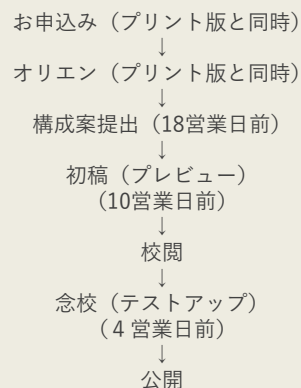 お申込み（プリント版と同時）
↓
オリエン（プリント版と同時）
↓
構成案提出（18営業日前）
↓
初稿（プレビュー）
（10営業日前）
↓
校閲
↓
念校（テストアップ）
（４営業日前）
↓
公開